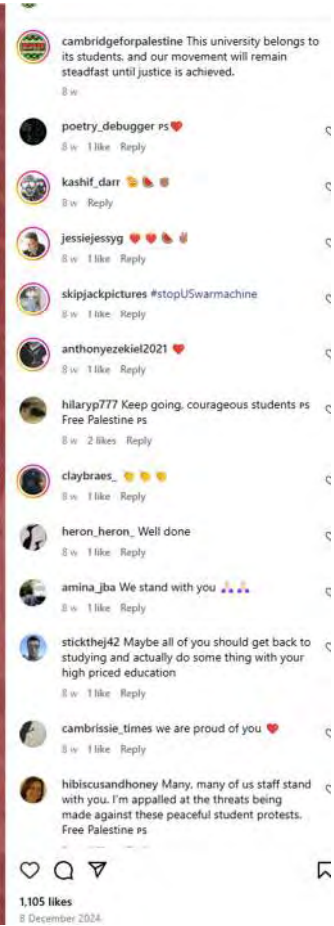 cambridgeforpalestine This university belongs to
its students, and our movement will remain
steadfast until justice is achieved.
8 w
poetry_debugger PS❤️
8 w 1 like Reply
kashif_darr 👏🍉✊🏽
8 w Reply
jessiejessyg ❤️❤️🍉✌🏽
8 w 1 like Reply
skipjackpictures #stopUSwarmachine
8 w 1 like Reply
anthonyezekiel2021 ❤️
8 w 1 like Reply
hilaryp777 Keep going, courageous students PS
Free Palestine PS
8 w 2 likes Reply
claybraes_ 👏👏👏
8 w 1 like Reply
heron_heron_ Well done
8 w 1 like Reply
amina_jba We stand with you 🙏🏻🙏🏻
8 w 1 like Reply
stickthej42 Maybe all of you should get back to
studying and actually do some thing with your
high priced education
8 w 1 like Reply
cambrissie_times we are proud of you ❤️
8 w 1 like Reply
hibiscusandhoney Many, many of us staff stand
with you. I'm appalled at the threats being
made against these peaceful student protests.
Free Palestine PS
1,105 likes
8 December 2024